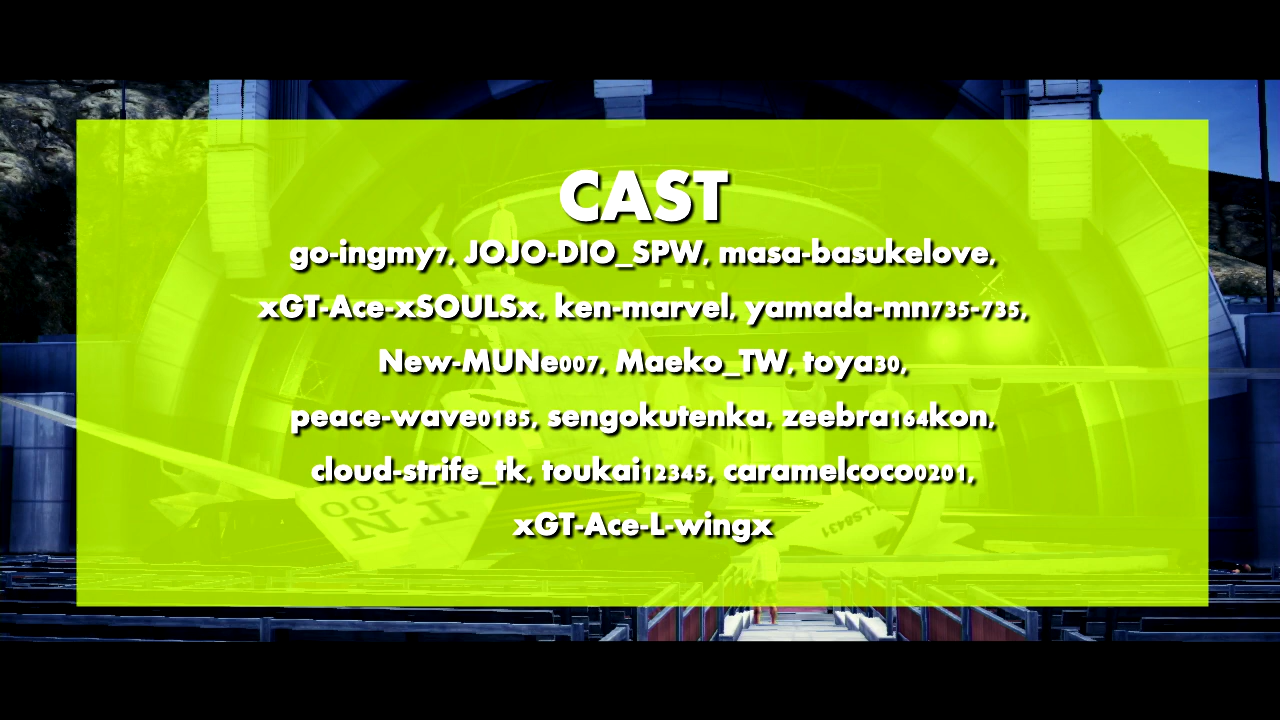 CAST
go-ingmy7, JOJO-DIO_SPW, masa-basukelove,
xGT-Ace-xSOULSx, ken-marvel, yamada-mn735-735,
New-MUNe007, Maeko_TW, toya30,
peace-wave0185, sengokutenka, zeebra164kon,
cloud-strife_tk, toukai12345, caramelcoco0201,
xGT-Ace-L-wingx